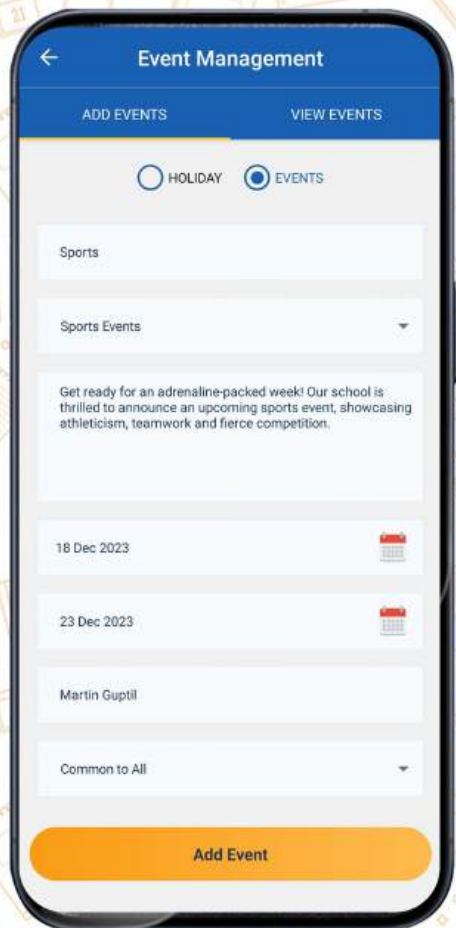 Event Management
ADD EVENTS VIEW EVENTS
HOLIDAY EVENTS
Sports
Sports Events
Get ready for an adrenaline-packed week! Our school is
thrilled to announce an upcoming sports event, showcasing
athleticism, teamwork and fierce competition.
18 Dec 2023
23 Dec 2023
Martin Guptil
Common to All
Add Event
21